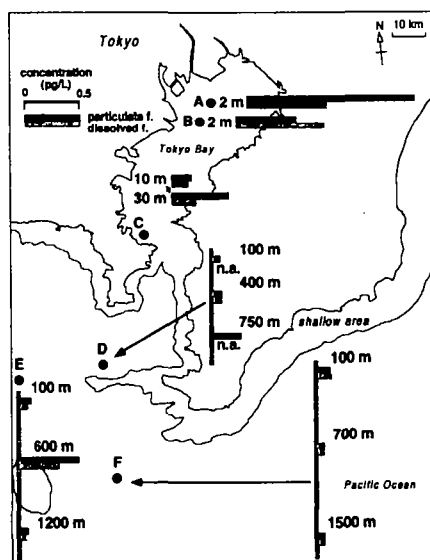 Tokyo
N
10 km
concentration
(pg/L)
0 0.5
particulate f.
dissolved f.
A 2 m
B 2 m
Tokyo Bay
10 m
30 m
C
100 m
n.a.
400 m
750 m
n.a.
shallow area
D
E
100 m
100 m
600 m
700 m
F
Pacific Ocean
1200 m
1500 m